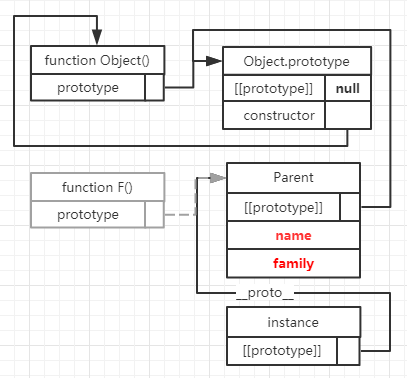 function Object()
prototype
Object.prototype
[[prototype]]
null
constructor
function F()
prototype
Parent
[[prototype]]
name
family
__proto__
instance
[[prototype]]